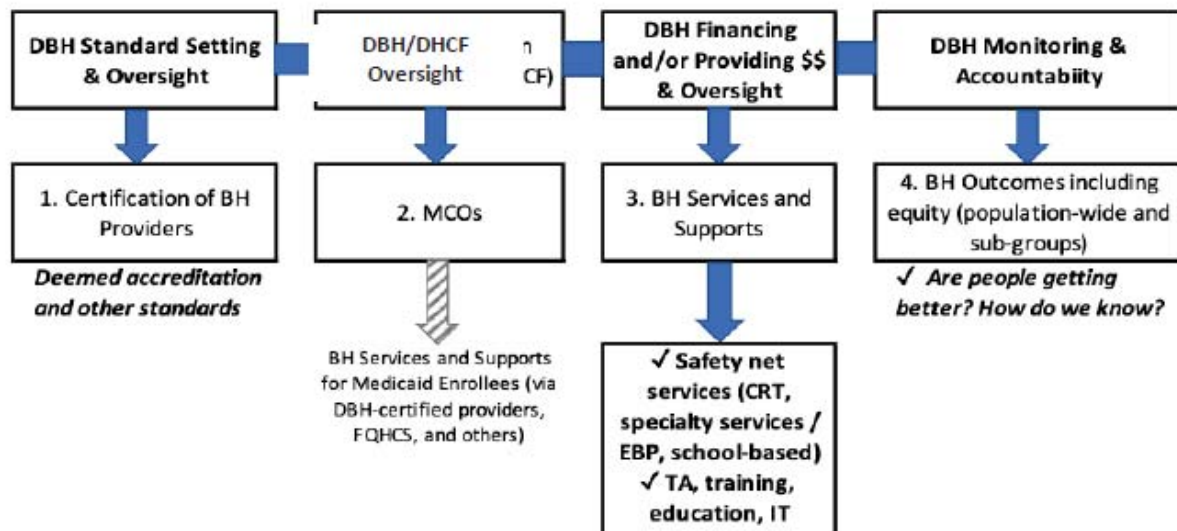 DBH Standard Setting
& Oversight
DBH/DHCF n
Oversight CF)
DBH Financing
and/or Providing $$
& Oversight
DBH Monitoring &
Accountabiity
1. Certification of BH
Providers
2. MCOs
3. BH Services and
Supports
4. BH Outcomes including
equity (population-wide and
sub-groups)
Deemed accreditation
and other standards
✓ Are people getting
better? How do we know?
BH Services and Supports
for Medicaid Enrollees (via
DBH-certified providers,
FQHCS, and others)
✓ Safety net
services (CRT,
specialty services /
EBP, school-based)
✓ TA, training,
education, IT